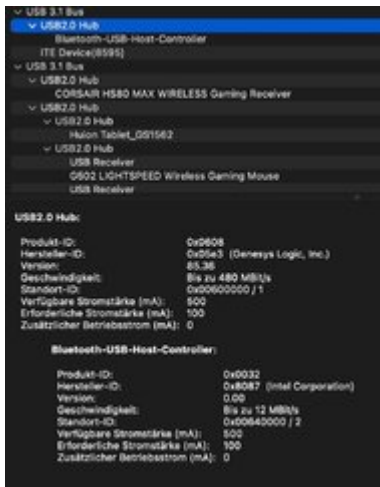 USB 3.1 Bus
USB2.0 Hub
Bluetooth-USB-Host-Controller
ITE Device(8595)
USB 3.1 Bus
USB2.0 Hub
CORSAIR HS80 MAX WIRELESS Gaming Receiver
USB2.0 Hub
USB2.0 Hub
Huion Tablet_GS1562
USB2.0 Hub
USB Receiver
G502 LIGHTSPEED Wireless Gaming Mouse
USB Receiver
USB2.0 Hub:
Produkt-ID: 0x0608
Hersteller-ID: 0x05e3 (Genesys Logic, Inc.)
Version: 85.36
Geschwindigkeit: Bis zu 480 MBit/s
Standort-ID: 0x00600000 / 1
Verfügbare Stromstärke (mA): 500
Erforderliche Stromstärke (mA): 100
Zusätzlicher Betriebsstrom (mA): 0
Bluetooth-USB-Host-Controller:
Produkt-ID: 0x0032
Hersteller-ID: 0x8087 (Intel Corporation)
Version: 0.00
Geschwindigkeit: Bis zu 12 MBit/s
Standort-ID: 0x00640000 / 2
Verfügbare Stromstärke (mA): 500
Erforderliche Stromstärke (mA): 100
Zusätzlicher Betriebsstrom (mA): 0